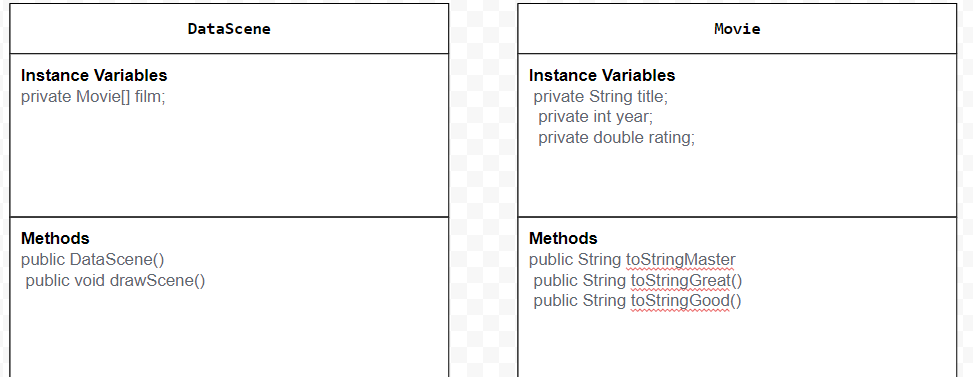 DataScene
Instance Variables
private Movie[] film;
Methods
public DataScene()
public void drawScene()
Movie
Instance Variables
private String title;
private int year;
private double rating;
Methods
public String toStringMaster
public String toStringGreat()
public String toStringGood()